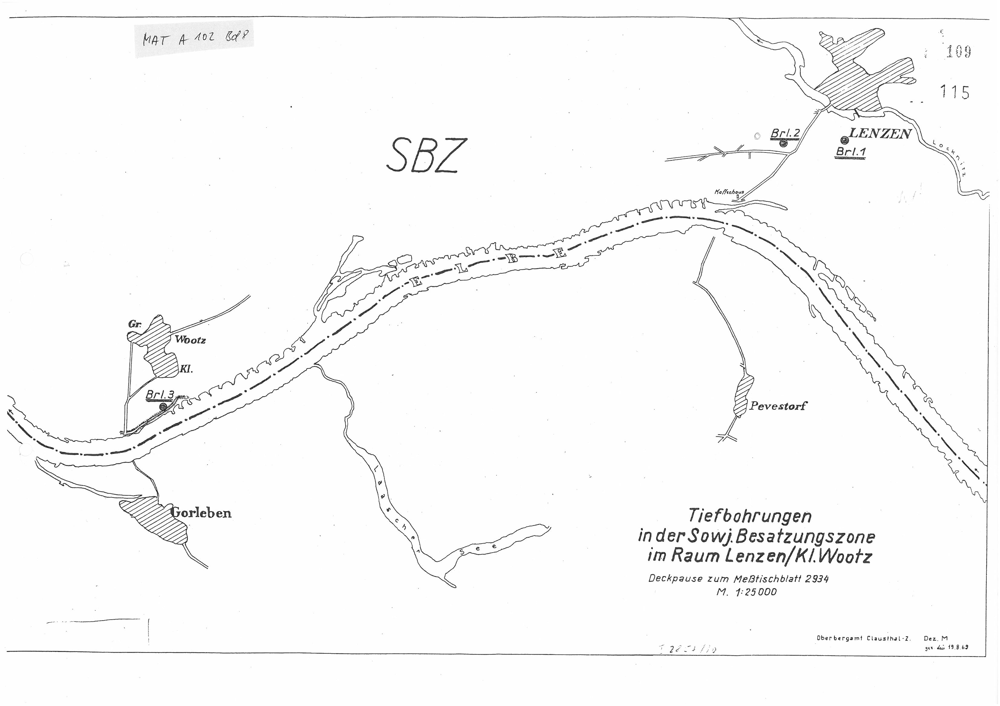 MAT A 102 Bd 8
109
115
SBZ
Brl.2
LENZEN
Brl.1
Löcknitz
Kaffeehaus
ELBE
Gr.
Wootz
Kl.
Brl.3
Pevestorf
Laascher See
Gorleben
Tiefbohrungen
in der Sowj. Besatzungszone
im Raum Lenzen/Kl. Wootz
Deckpause zum Meßtischblatt 2934
M. 1:25000
Oberbergamt Clausthal-Z. Dez. M
19.8.69